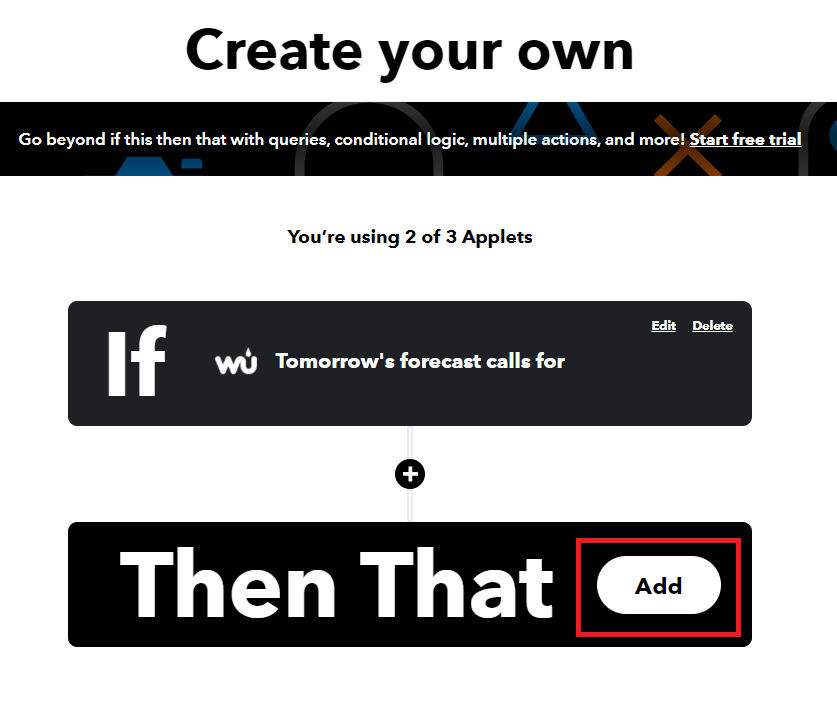 Create your own
Go beyond if this then that with queries, conditional logic, multiple actions, and more! Start free trial
You’re using 2 of 3 Applets
Edit Delete
If wu Tomorrow's forecast calls for
Then That Add